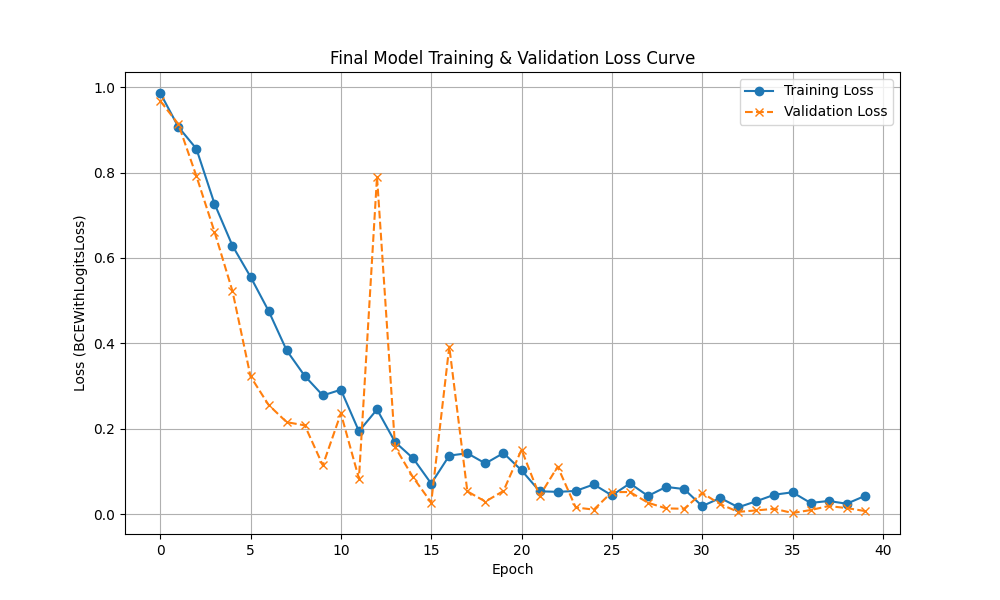 Final Model Training & Validation Loss Curve
Training Loss
Validation Loss
Loss (BCEWithLogitsLoss)
1.0
0.8
0.6
0.4
0.2
0.0
0 5 10 15 20 25 30 35 40
Epoch